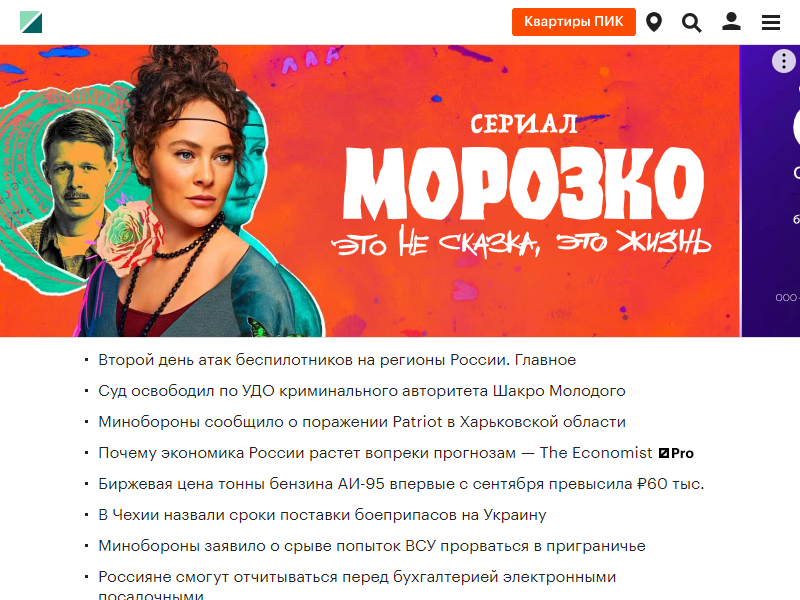 Квартиры ПИК
СЕРИАЛ
МОРОЗКО
ЭТО НЕ СКАЗКА, ЭТО ЖИЗНЬ
ООО
Второй день атак беспилотников на регионы России. Главное
Суд освободил по УДО криминального авторитета Шакро Молодого
Минобороны сообщило о поражении Patriot в Харьковской области
Почему экономика России растет вопреки прогнозам — The Economist Pro
Биржевая цена тонны бензина АИ-95 впервые с сентября превысила ₽60 тыс.
В Чехии назвали сроки поставки боеприпасов на Украину
Минобороны заявило о срыве попыток ВСУ прорваться в приграничье
Россияне смогут отчитываться перед бухгалтерией электронными
посадочными